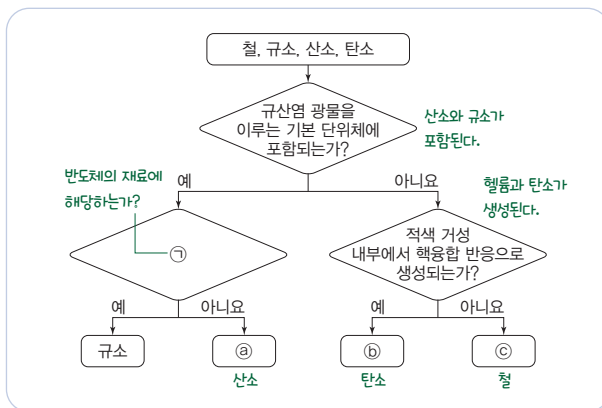 철, 규소, 산소, 탄소
규산염 광물을
이루는 기본 단위체에
포함되는가?
산소와 규소가
포함된다.
반도체의 재료에
해당하는가?
예
아니요
헬륨과 탄소가
생성된다.
㉠
적색 거성
내부에서 핵융합 반응으로
생성되는가?
예
아니요
예
아니요
규소
ⓐ
ⓑ
ⓒ
산소
탄소
철